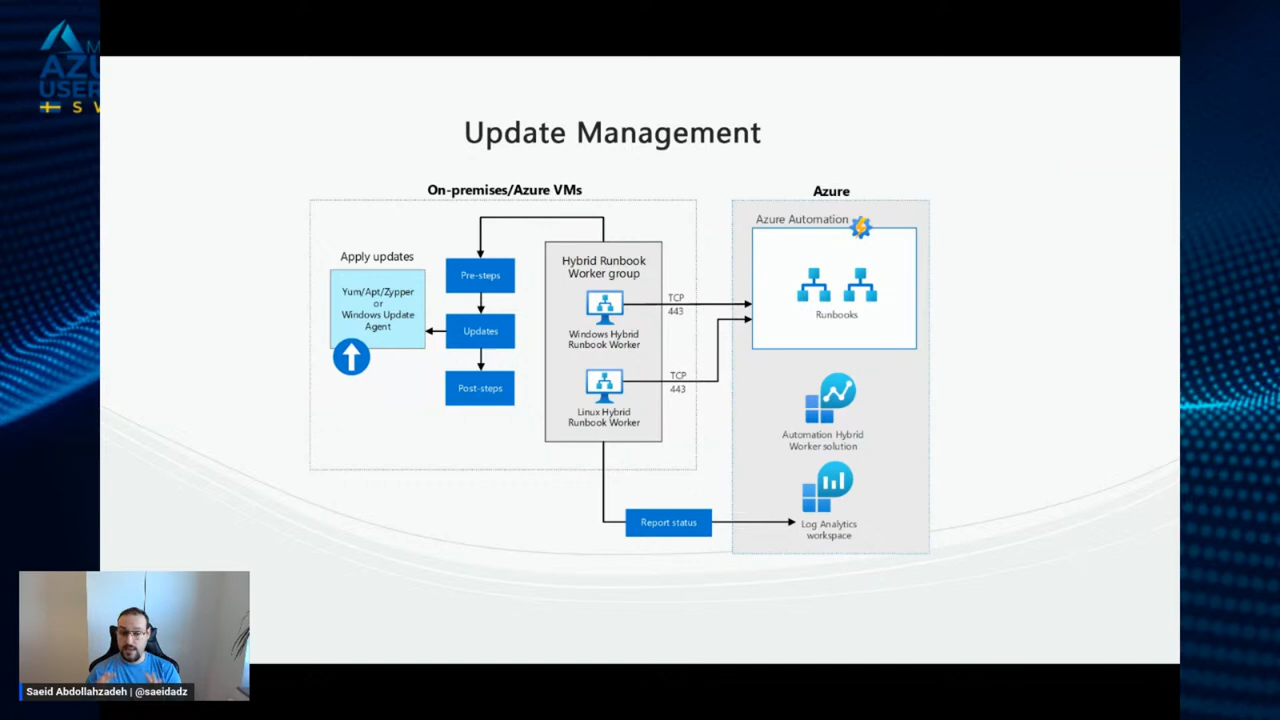 M
AZU
USER
S W
Update Management
On-premises/Azure VMs
Azure
Azure Automation
Apply updates
Yum/Apt/Zypper
or
Windows Update
Agent
Pre-steps
Updates
Post-steps
Hybrid Runbook
Worker group
Windows Hybrid
Runbook Worker
Linux Hybrid
Runbook Worker
TCP
443
TCP
443
Runbooks
Automation Hybrid
Worker solution
Report status
Log Analytics
workspace
Saeid Abdollahzadeh | @saeidadz